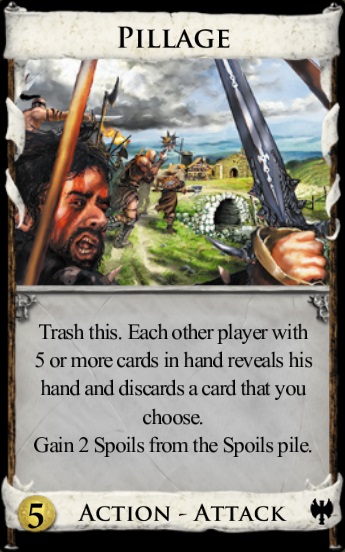 PILLAGE
Trash this. Each other player with
5 or more cards in hand reveals his
hand and discards a card that you
choose.
Gain 2 Spoils from the Spoils pile.
5 ACTION - ATTACK